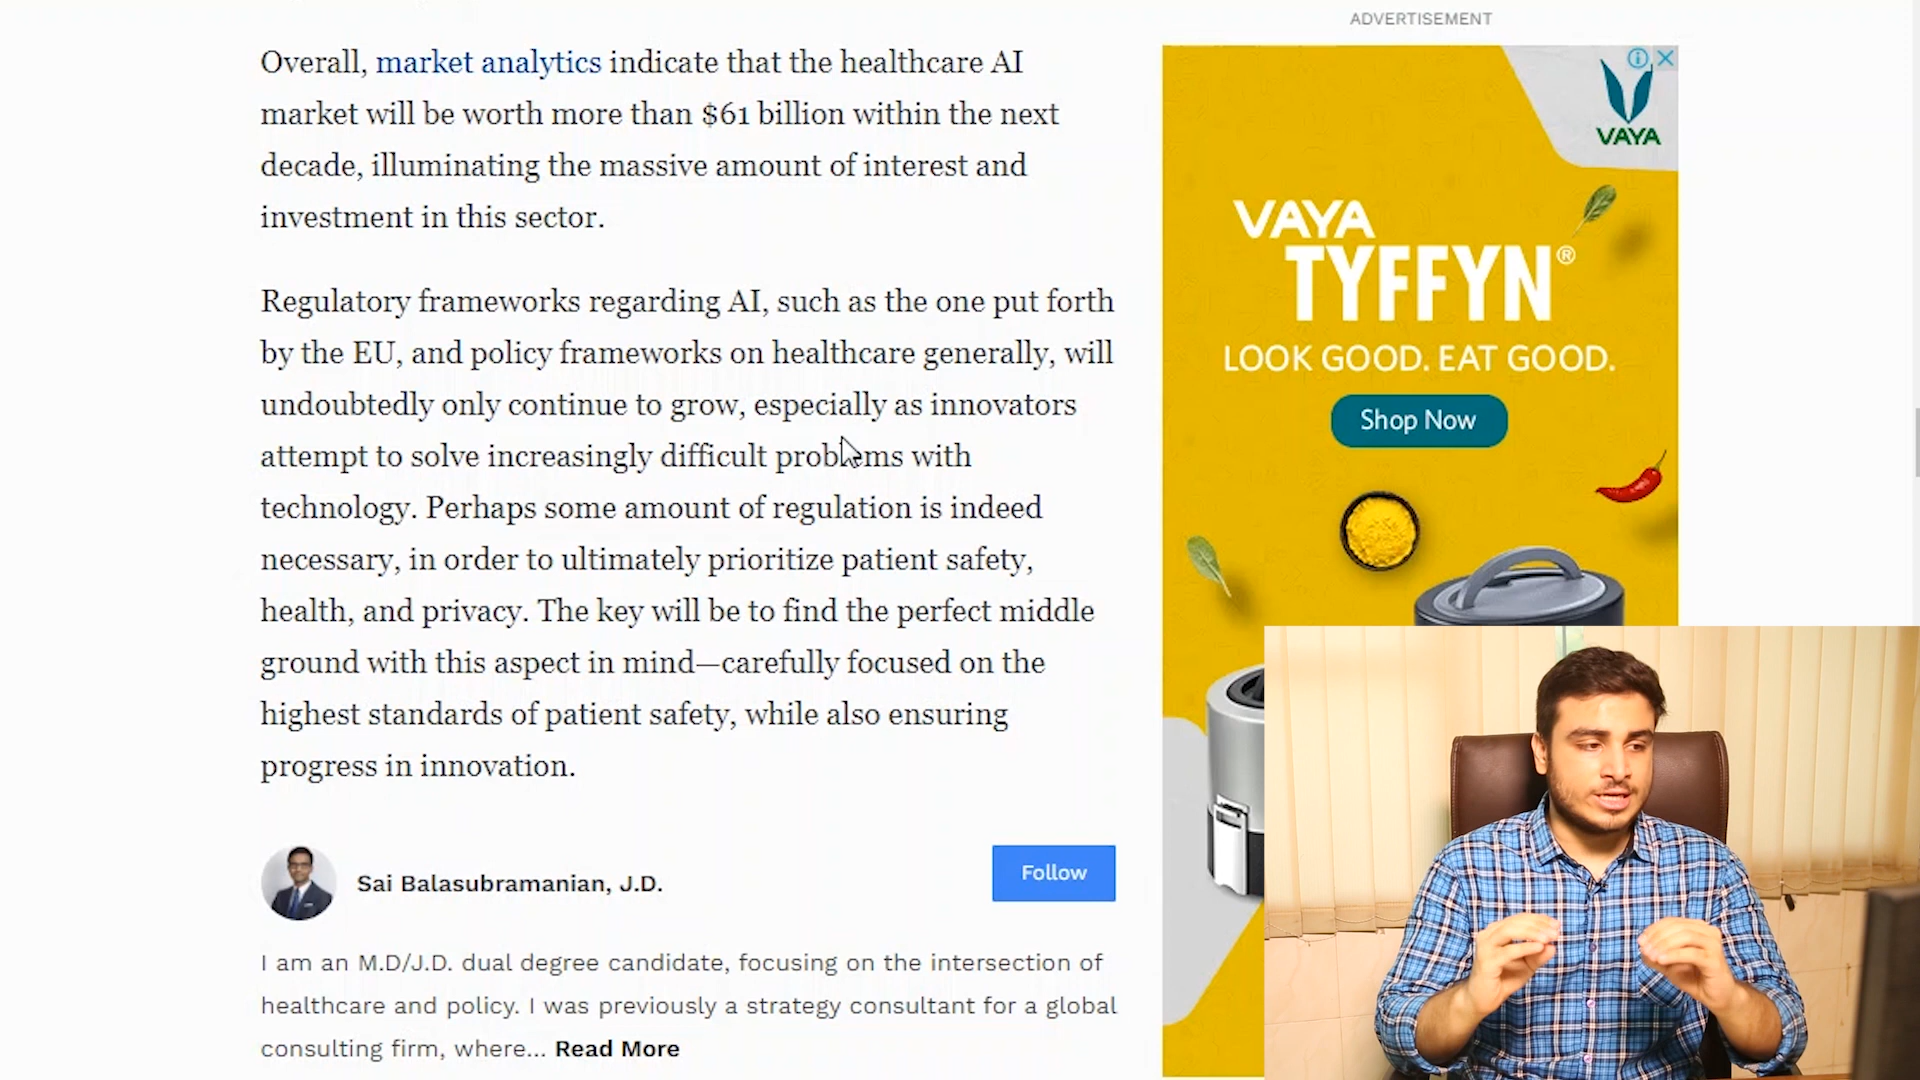 ADVERTISEMENT
Overall, market analytics indicate that the healthcare AI
market will be worth more than $61 billion within the next
decade, illuminating the massive amount of interest and
investment in this sector.
Regulatory frameworks regarding AI, such as the one put forth
by the EU, and policy frameworks on healthcare generally, will
undoubtedly only continue to grow, especially as innovators
attempt to solve increasingly difficult problems with
technology. Perhaps some amount of regulation is indeed
necessary, in order to ultimately prioritize patient safety,
health, and privacy. The key will be to find the perfect middle
ground with this aspect in mind—carefully focused on the
highest standards of patient safety, while also ensuring
progress in innovation.
Sai Balasubramanian, J.D.
Follow
I am an M.D/J.D. dual degree candidate, focusing on the intersection of
healthcare and policy. I was previously a strategy consultant for a global
consulting firm, where... Read More
VAYA
VAYA
TYFFYN®
LOOK GOOD. EAT GOOD.
Shop Now